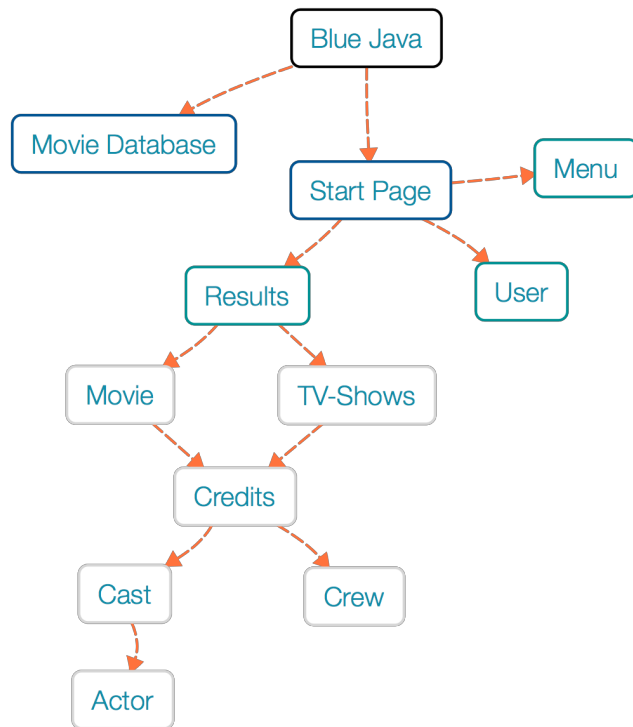 Blue Java
Movie Database
Start Page
Menu
Results
User
Movie
TV-Shows
Credits
Cast
Crew
Actor